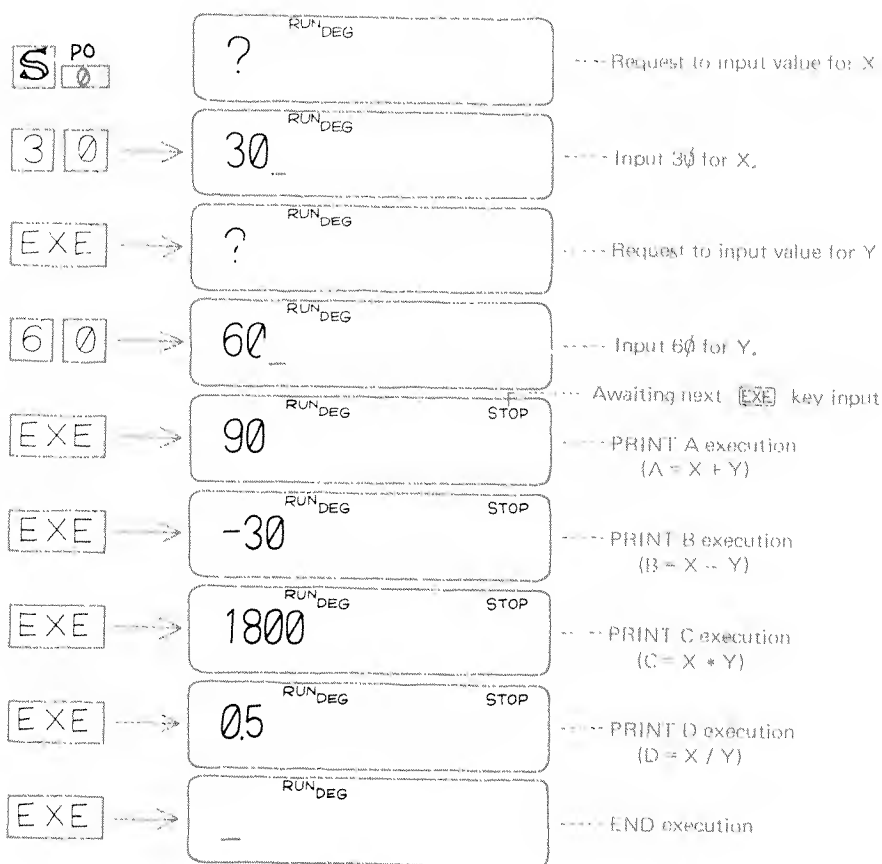 RUN DEG
S P0 0 ? ---- Request to input value for X
RUN DEG
3 0 → 30_ ---- Input 30 for X.
RUN DEG
EXE → ? ---- Request to input value for Y
RUN DEG
6 0 → 60_ ---- Input 60 for Y.
---- Awaiting next EXE key input
RUN DEG STOP
EXE → 90 ---- PRINT A execution
(A = X + Y)
RUN DEG STOP
EXE → -30 ---- PRINT B execution
(B = X - Y)
RUN DEG STOP
EXE → 1800 ---- PRINT C execution
(C = X * Y)
RUN DEG STOP
EXE → 0.5 ---- PRINT D execution
(D = X / Y)
RUN DEG
EXE → _ ---- END execution